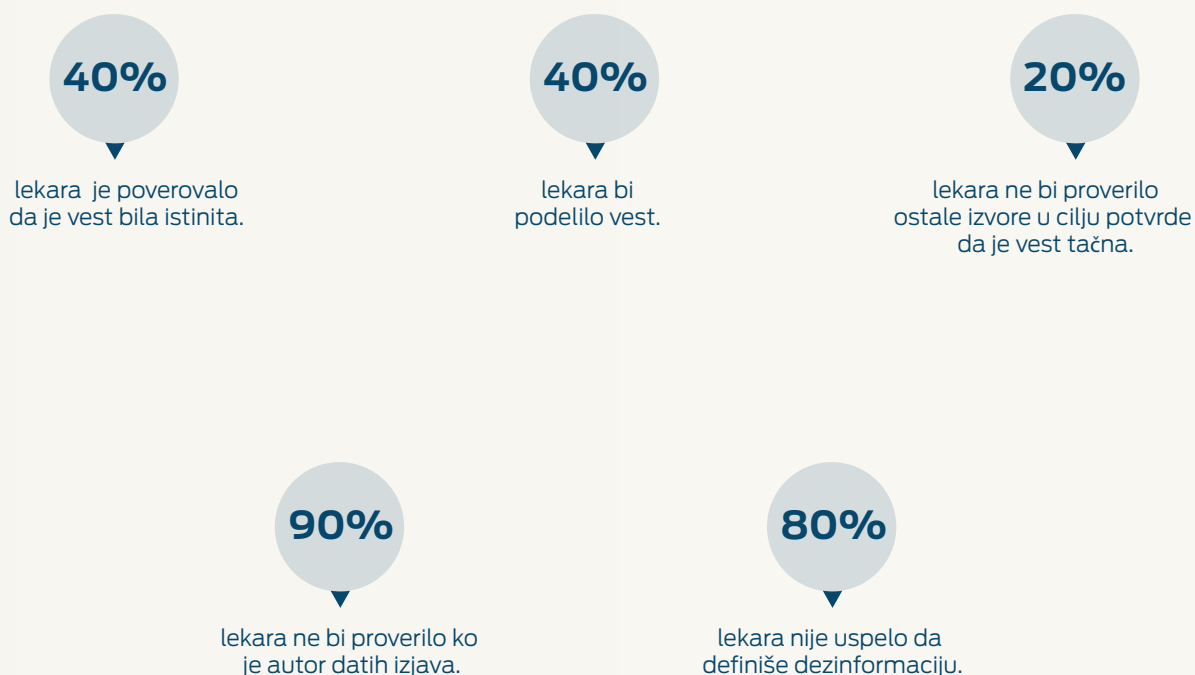 40%
lekara je poverovalo
da je vest bila istinita.
40%
lekara bi
podelilo vest.
20%
lekara ne bi proverilo
ostale izvore u cilju potvrde
da je vest tačna.
90%
lekara ne bi proverilo ko
je autor datih izjava.
80%
lekara nije uspelo da
definiše dezinformaciju.